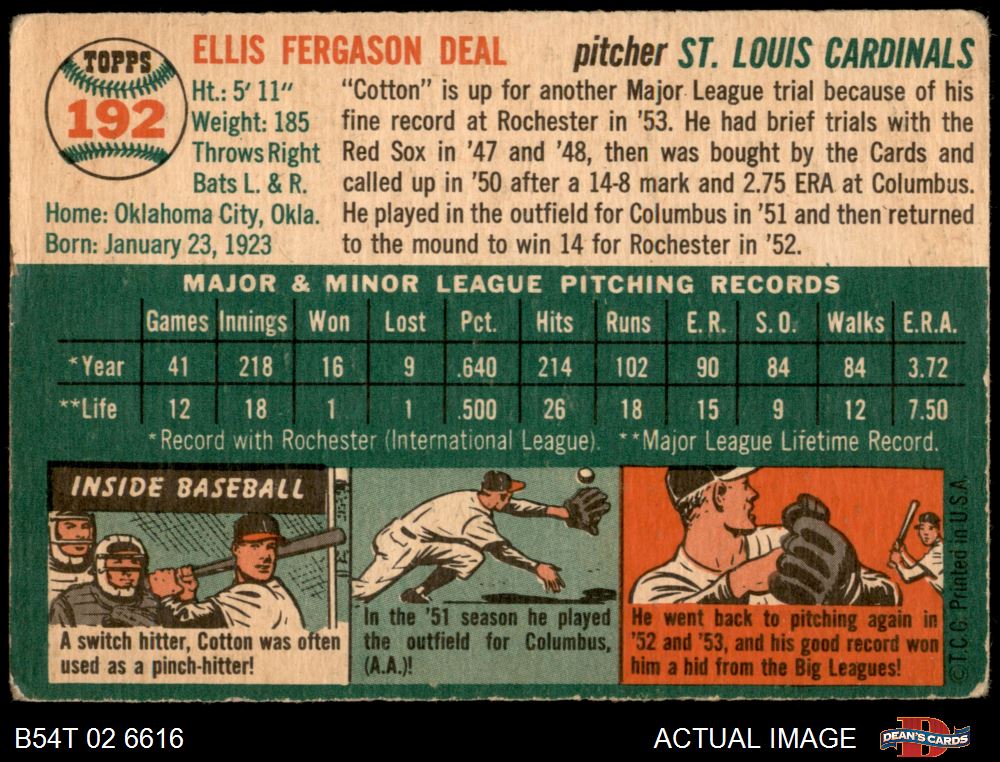 TOPPS
192
ELLIS FERGASON DEAL
pitcher ST. LOUIS CARDINALS
Ht.: 5' 11"
Weight: 185
Throws Right
Bats L. & R.
Home: Oklahoma City, Okla.
Born: January 23, 1923
"Cotton" is up for another Major League trial because of his
fine record at Rochester in '53. He had brief trials with the
Red Sox in '47 and '48, then was bought by the Cards and
called up in '50 after a 14-8 mark and 2.75 ERA at Columbus.
He played in the outfield for Columbus in '51 and then returned
to the mound to win 14 for Rochester in '52.
MAJOR & MINOR LEAGUE PITCHING RECORDS
Games Innings Won Lost Pct. Hits Runs E. R. S. O. Walks E.R.A.
*Year 41 218 16 9 .640 214 102 90 84 84 3.72
**Life 12 18 1 1 .500 26 18 15 9 12 7.50
*Record with Rochester (International League). **Major League Lifetime Record.
INSIDE BASEBALL
A switch hitter, Cotton was often
used as a pinch-hitter!
In the '51 season he played
the outfield for Columbus,
(A.A.)!
He went back to pitching again in
'52 and '53, and his good record won
him a hid from the Big Leagues!
©T.C.G. Printed in U.S.A.
B54T 02 6616
ACTUAL IMAGE
D
DEAN'S CARDS